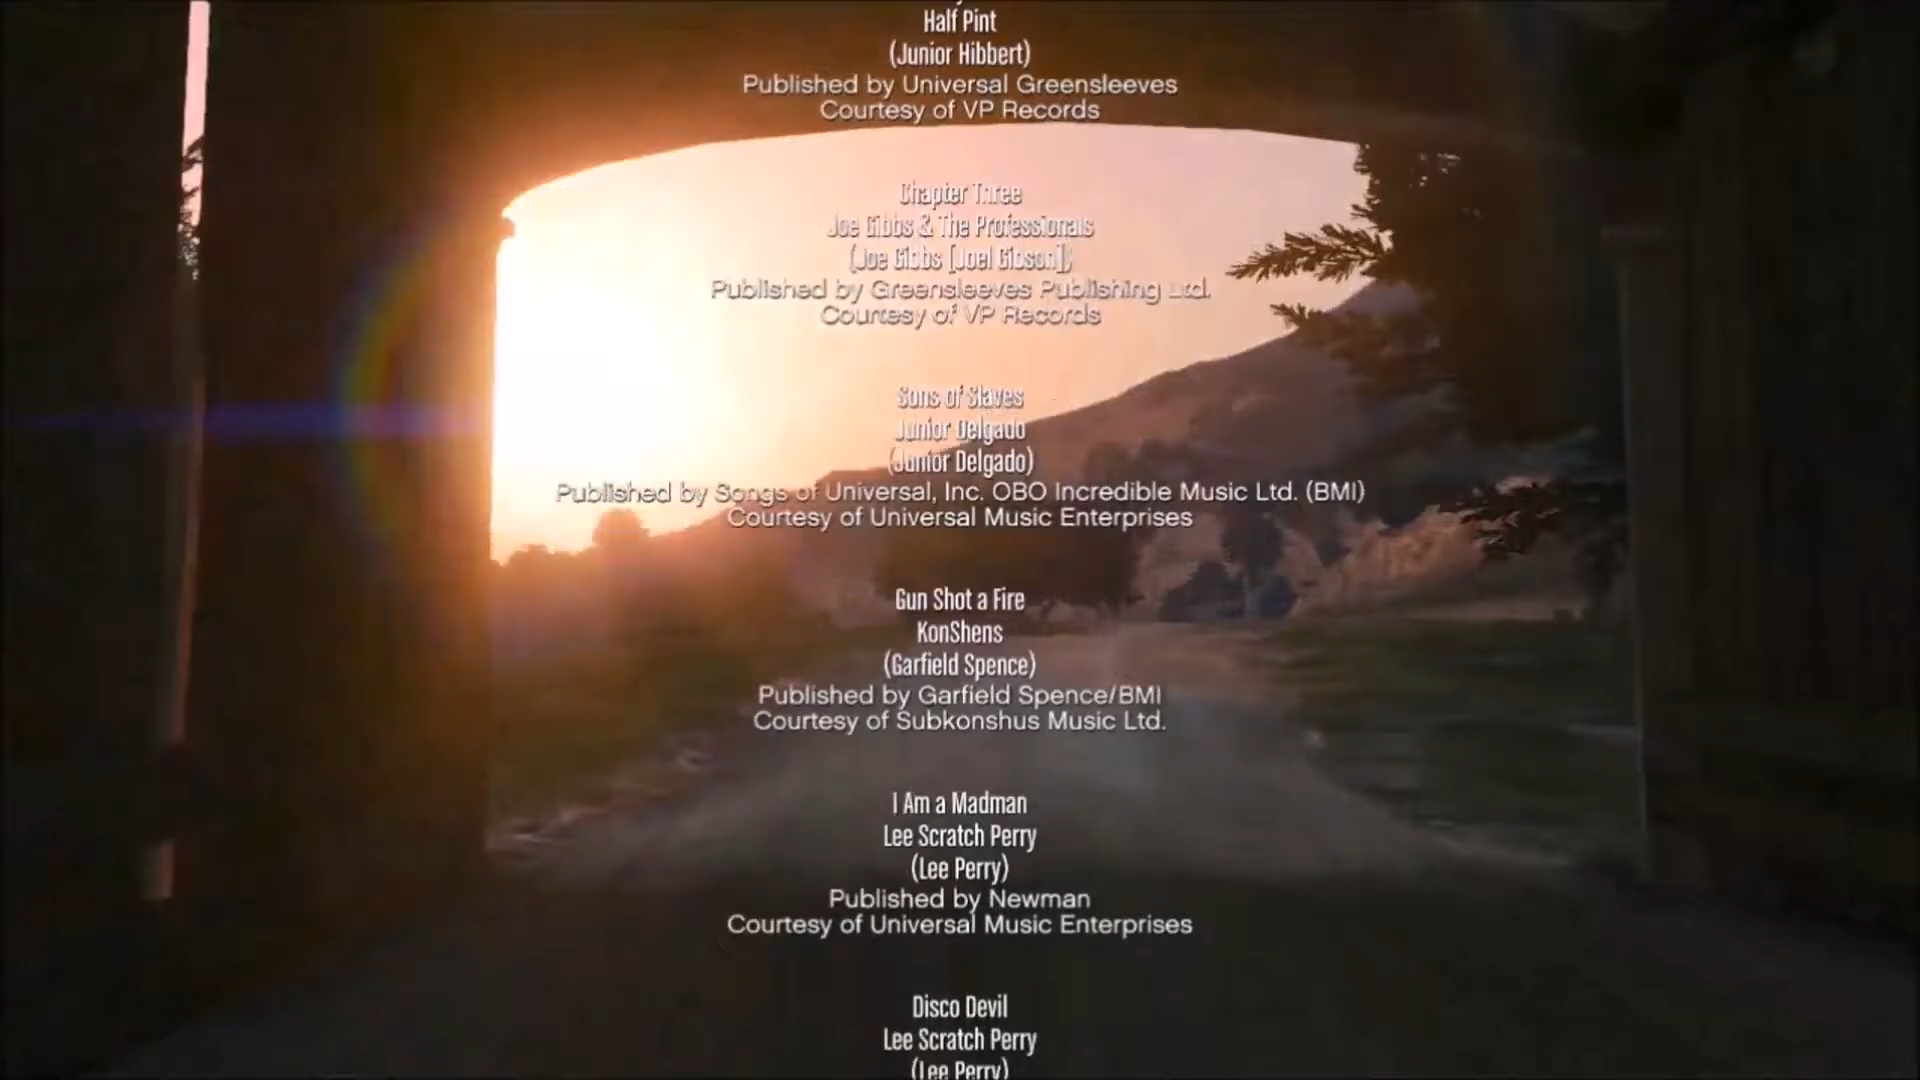 Half Pint
(Junior Hibbert)
Published by Universal Greensleeves
Courtesy of VP Records
Chapter Three
Joe Gibbs & The Professionals
(Joe Gibbs [Joel Gibson])
Published by Greensleeves Publishing Ltd.
Courtesy of VP Records
Sons of Slaves
Junior Delgado
(Junior Delgado)
Published by Songs of Universal, Inc. OBO Incredible Music Ltd. (BMI)
Courtesy of Universal Music Enterprises
Gun Shot a Fire
KonShens
(Garfield Spence)
Published by Garfield Spence/BMI
Courtesy of Subkonshus Music Ltd.
I Am a Madman
Lee Scratch Perry
(Lee Perry)
Published by Newman
Courtesy of Universal Music Enterprises
Disco Devil
Lee Scratch Perry
(Lee Perry)